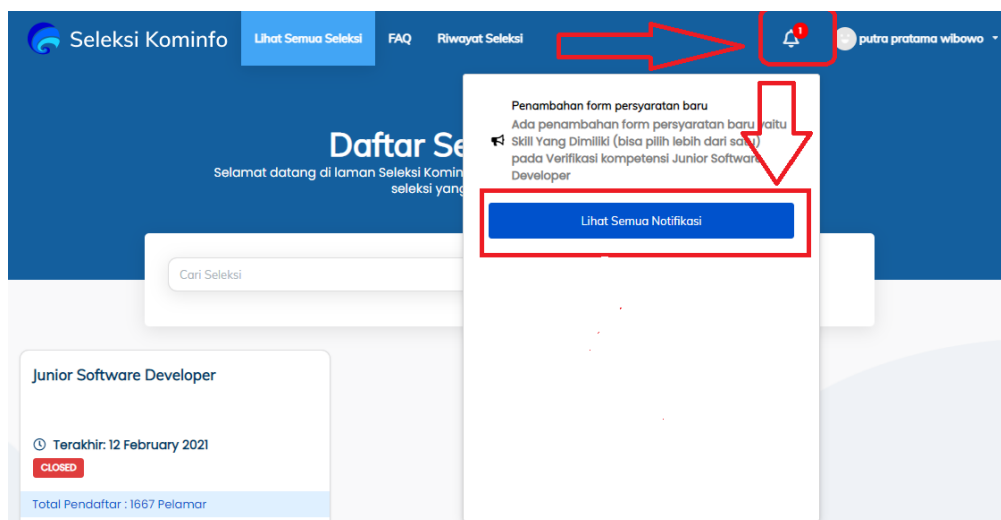 Seleksi Kominfo
Lihat Semua Seleksi
FAQ
Riwayat Seleksi
1
putra pratama wibowo
Penambahan form persyaratan baru
Ada penambahan form persyaratan baru yaitu
Skill Yang Dimiliki (bisa pilih lebih dari satu)
pada Verifikasi kompetensi Junior Software
Developer
Lihat Semua Notifikasi
Daftar Se
Selamat datang di laman Seleksi Komin
seleksi yang
Cari Seleksi
Junior Software Developer
Terakhir: 12 February 2021
CLOSED
Total Pendaftar : 1667 Pelamar